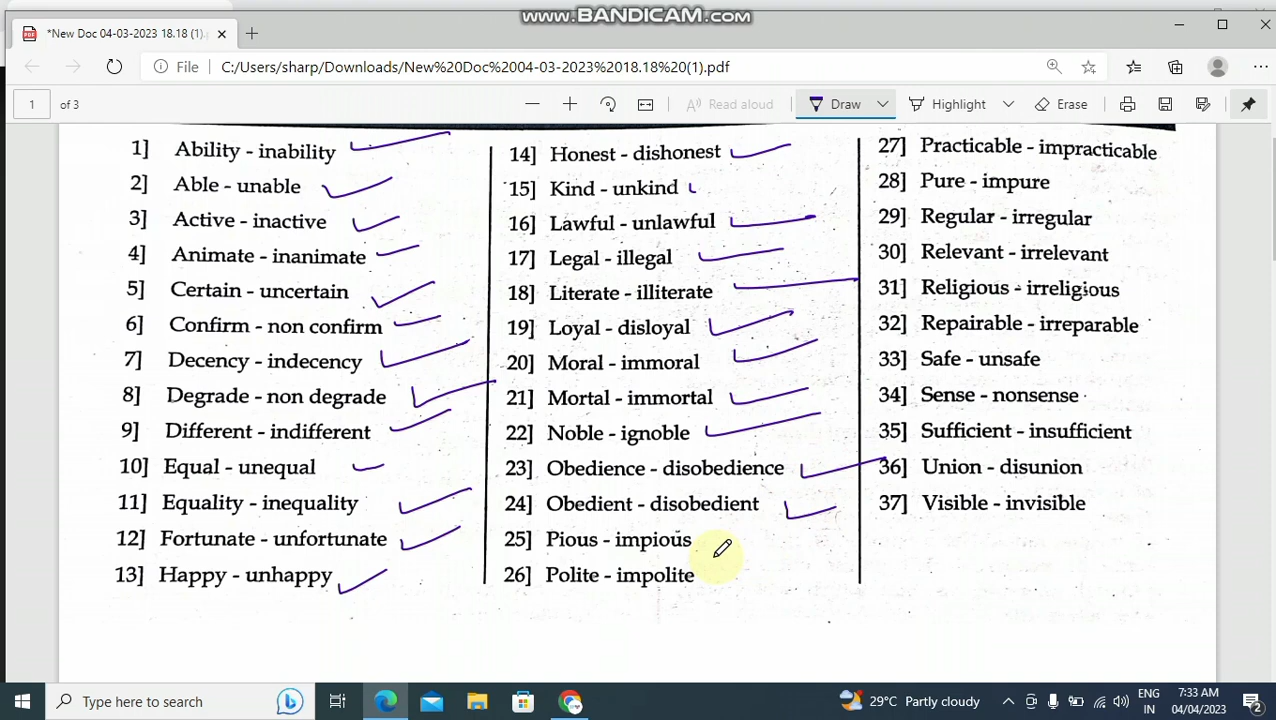 www.BANDICAM.com
*New Doc 04-03-2023 18.18 (1).p
File C:/Users/sharp/Downloads/New%20Doc%2004-03-2023%2018.18%20(1).pdf
1 of 3 Read aloud Draw Highlight Erase
1] Ability - inability
2] Able - unable
3] Active - inactive
4] Animate - inanimate
5] Certain - uncertain
6] Confirm - non confirm
7] Decency - indecency
8] Degrade - non degrade
9] Different - indifferent
10] Equal - unequal
11] Equality - inequality
12] Fortunate - unfortunate
13] Happy - unhappy
14] Honest - dishonest
15] Kind - unkind
16] Lawful - unlawful
17] Legal - illegal
18] Literate - illiterate
19] Loyal - disloyal
20] Moral - immoral
21] Mortal - immortal
22] Noble - ignoble
23] Obedience - disobedience
24] Obedient - disobedient
25] Pious - impious
26] Polite - impolite
27] Practicable - impracticable
28] Pure - impure
29] Regular - irregular
30] Relevant - irrelevant
31] Religious - irreligious
32] Repairable - irreparable
33] Safe - unsafe
34] Sense - nonsense
35] Sufficient - insufficient
36] Union - disunion
37] Visible - invisible
Type here to search
29°C Partly cloudy
ENG
IN
7:33 AM
04/04/2023
2